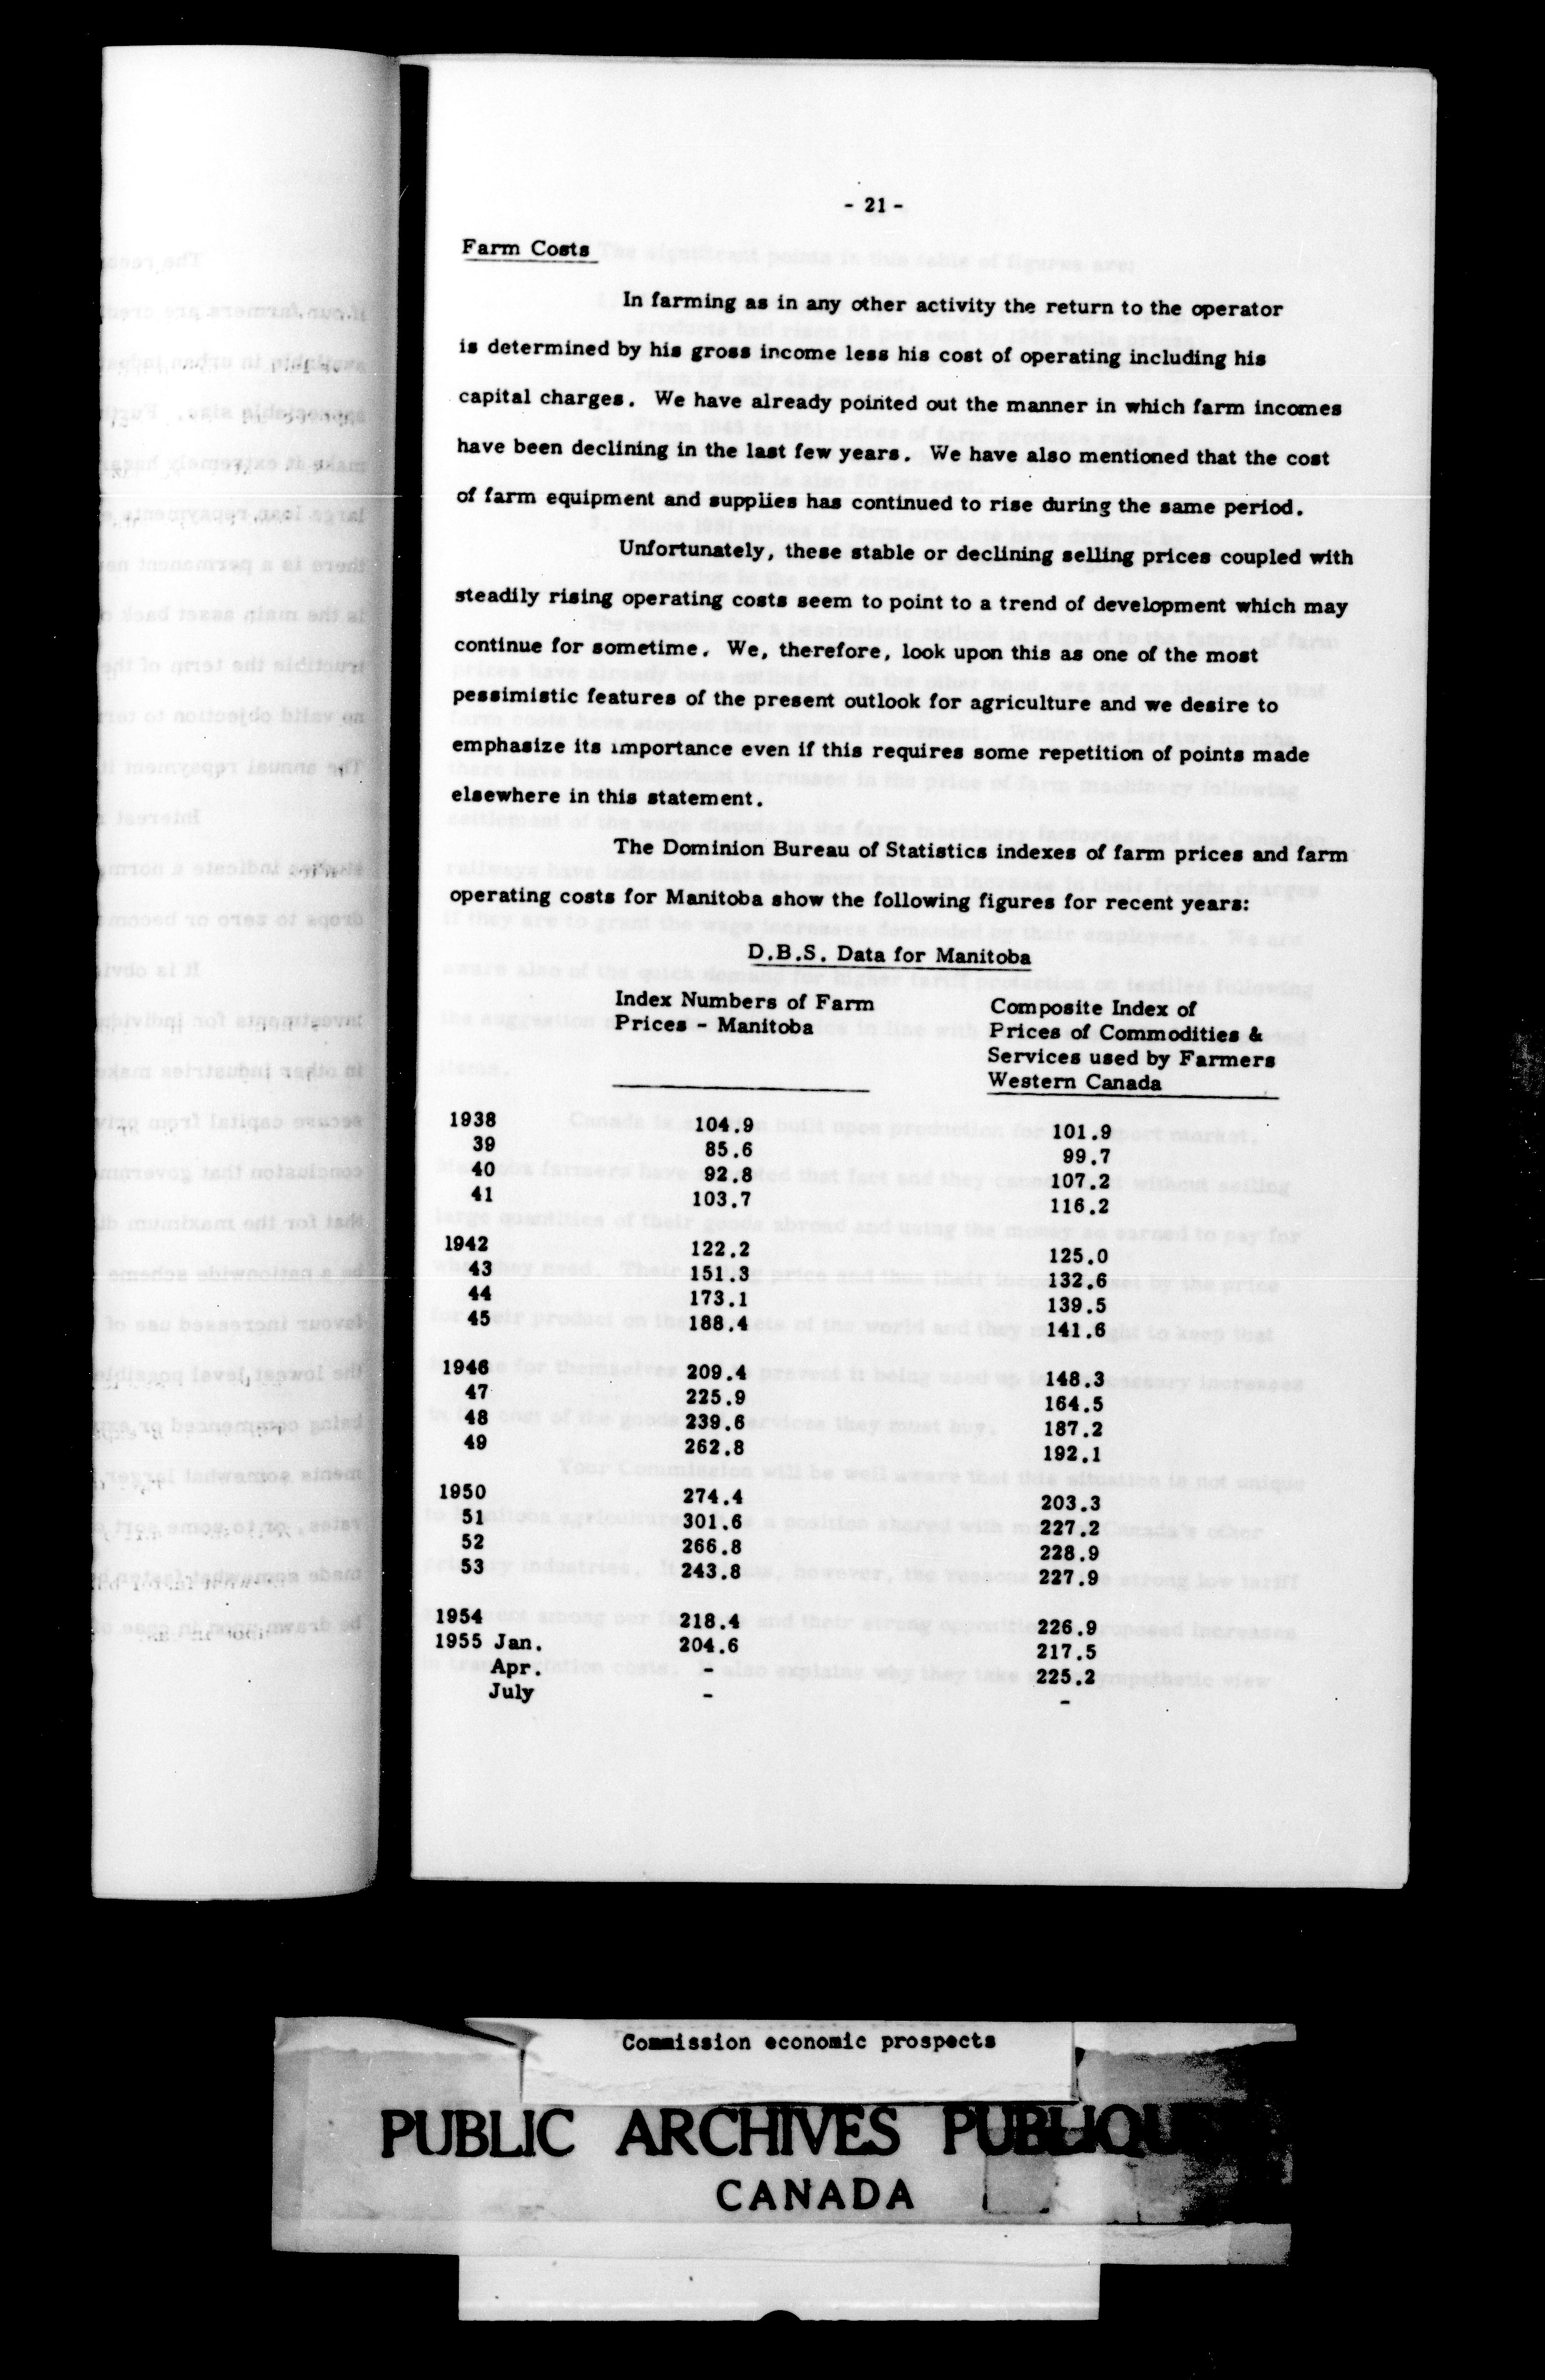 - 21 -
Farm Costs
In farming as in any other activity the return to the operator
is determined by his gross income less his cost of operating including his
capital charges. We have already pointed out the manner in which farm incomes
have been declining in the last few years. We have also mentioned that the cost
of farm equipment and supplies has continued to rise during the same period.
Unfortunately, these stable or declining selling prices coupled with
steadily rising operating costs seem to point to a trend of development which may
continue for sometime. We, therefore, look upon this as one of the most
pessimistic features of the present outlook for agriculture and we desire to
emphasize its importance even if this requires some repetition of points made
elsewhere in this statement.
The Dominion Bureau of Statistics indexes of farm prices and farm
operating costs for Manitoba show the following figures for recent years:
D.B.S. Data for Manitoba
Index Numbers of Farm
Prices - Manitoba
Composite Index of
Prices of Commodities &
Services used by Farmers
Western Canada
1938 104.9 101.9
39 85.6 99.7
40 92.8 107.2
41 103.7 116.2
1942 122.2 125.0
43 151.3 132.6
44 173.1 139.5
45 188.4 141.6
1946 209.4 148.3
47 225.9 164.5
48 239.6 187.2
49 262.8 192.1
1950 274.4 203.3
51 301.6 227.2
52 266.8 228.9
53 243.8 227.9
1954 218.4 226.9
1955 Jan. 204.6 217.5
Apr. - 225.2
July - -
Commission economic prospects
PUBLIC ARCHIVES PUBLIQU
CANADA